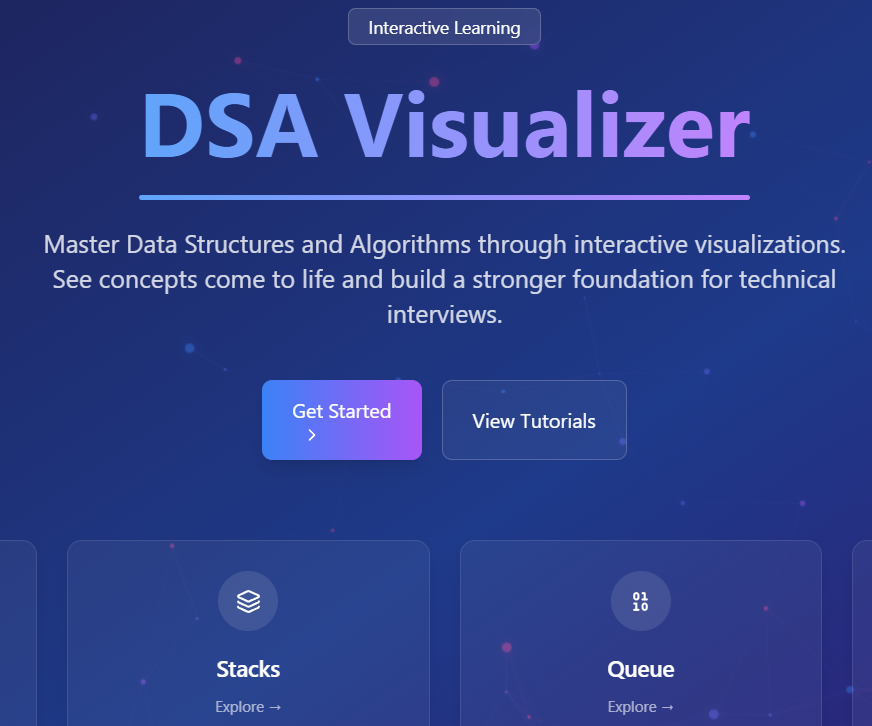 Interactive Learning
DSA Visualizer
Master Data Structures and Algorithms through interactive visualizations.
See concepts come to life and build a stronger foundation for technical
interviews.
Get Started
View Tutorials
01
10
Stacks
Queue
Explore →
Explore →